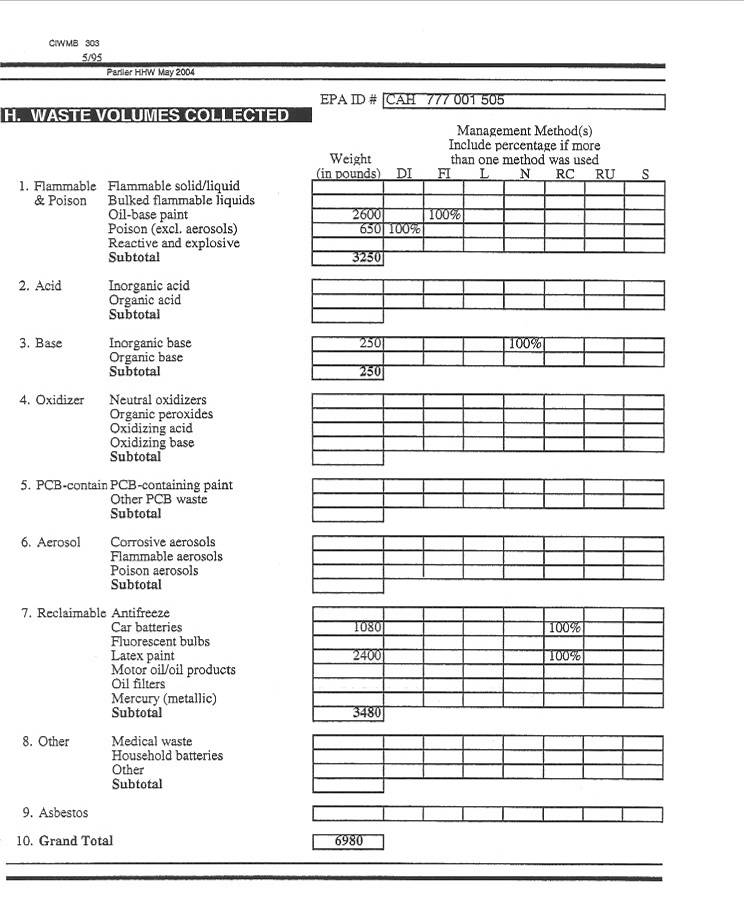 CIWMB 303
5/95
Parlier HHW May 2004
EPA ID # CAH 777 001 505
H. WASTE VOLUMES COLLECTED
Management Method(s)
Include percentage if more
Weight than one method was used
(in pounds) DI FI L N RC RU S
1. Flammable Flammable solid/liquid
& Poison Bulked flammable liquids
Oil-base paint 2600 100%
Poison (excl. aerosols) 650 100%
Reactive and explosive
Subtotal 3250
2. Acid Inorganic acid
Organic acid
Subtotal
3. Base Inorganic base 250 100%
Organic base
Subtotal 250
4. Oxidizer Neutral oxidizers
Organic peroxides
Oxidizing acid
Oxidizing base
Subtotal
5. PCB-contain PCB-containing paint
Other PCB waste
Subtotal
6. Aerosol Corrosive aerosols
Flammable aerosols
Poison aerosols
Subtotal
7. Reclaimable Antifreeze
Car batteries 1080 100%
Fluorescent bulbs
Latex paint 2400 100%
Motor oil/oil products
Oil filters
Mercury (metallic)
Subtotal 3480
8. Other Medical waste
Household batteries
Other
Subtotal
9. Asbestos
10. Grand Total 6980